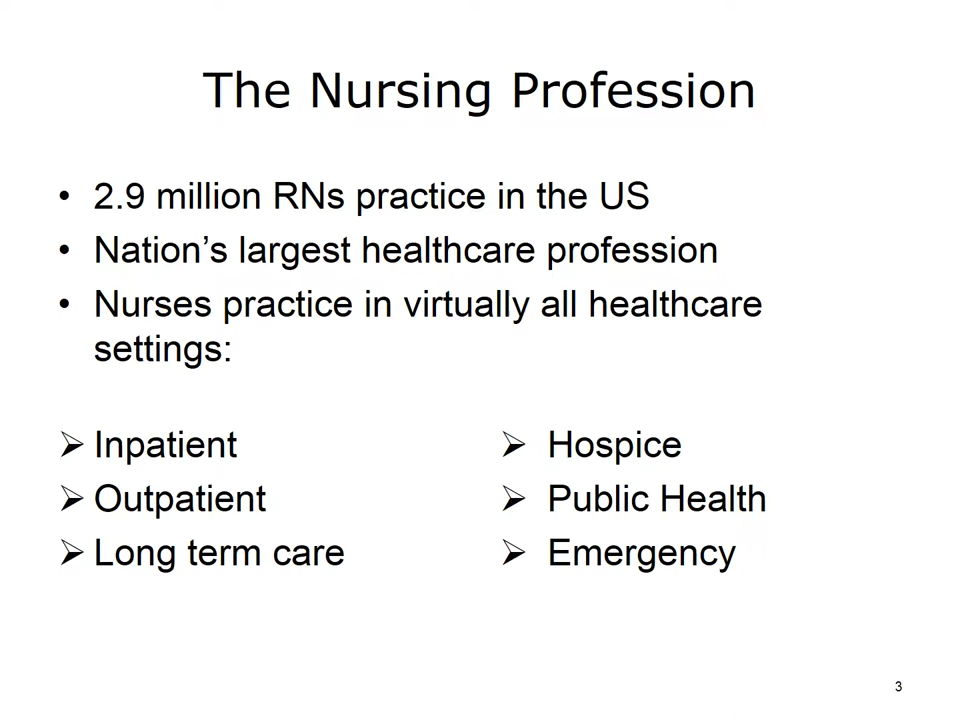 The Nursing Profession
• 2.9 million RNs practice in the US
• Nation’s largest healthcare profession
• Nurses practice in virtually all healthcare
settings:
➢ Inpatient
➢ Outpatient
➢ Long term care
➢ Hospice
➢ Public Health
➢ Emergency
3